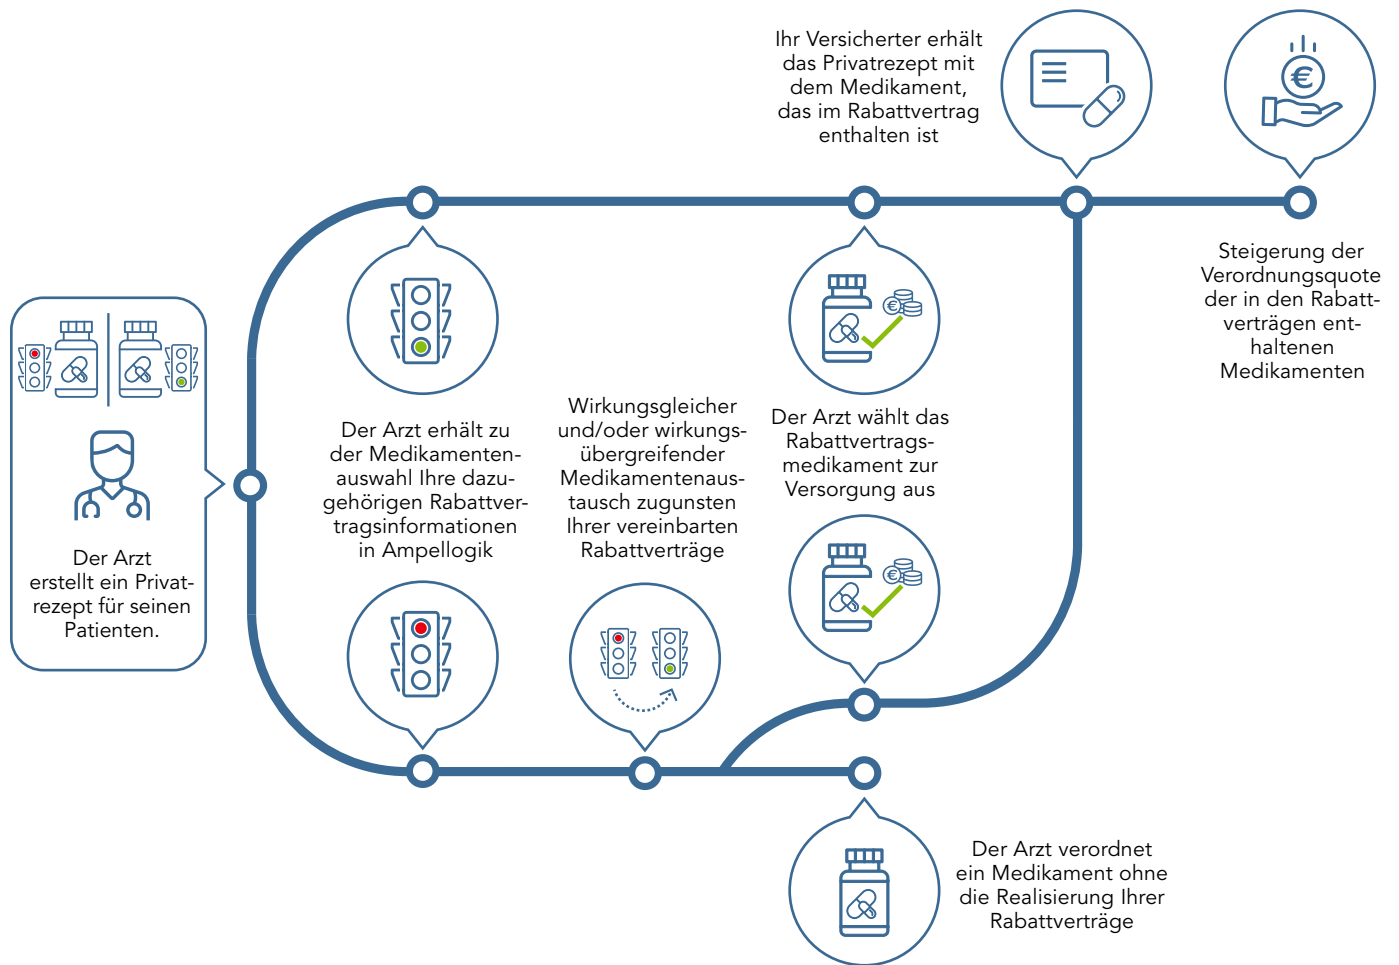 Ihr Versicherter erhält
das Privatrezept mit
dem Medikament,
das im Rabattvertrag
enthalten ist
€
Steigerung der
Verordnungsquote
der in den Rabatt-
verträgen ent-
haltenen
Medikamenten
Der Arzt
erstellt ein Privat-
rezept für seinen
Patienten.
Der Arzt erhält zu
der Medikamenten-
auswahl Ihre dazu-
gehörigen Rabattver-
tragsinformationen
in Ampellogik
Wirkungsgleicher
und/oder wirkungs-
übergreifender
Medikamentenaus-
tausch zugunsten
Ihrer vereinbarten
Rabattverträge
€
Der Arzt wählt das
Rabattvertrags-
medikament zur
Versorgung aus
€
Der Arzt verordnet
ein Medikament ohne
die Realisierung Ihrer
Rabattverträge